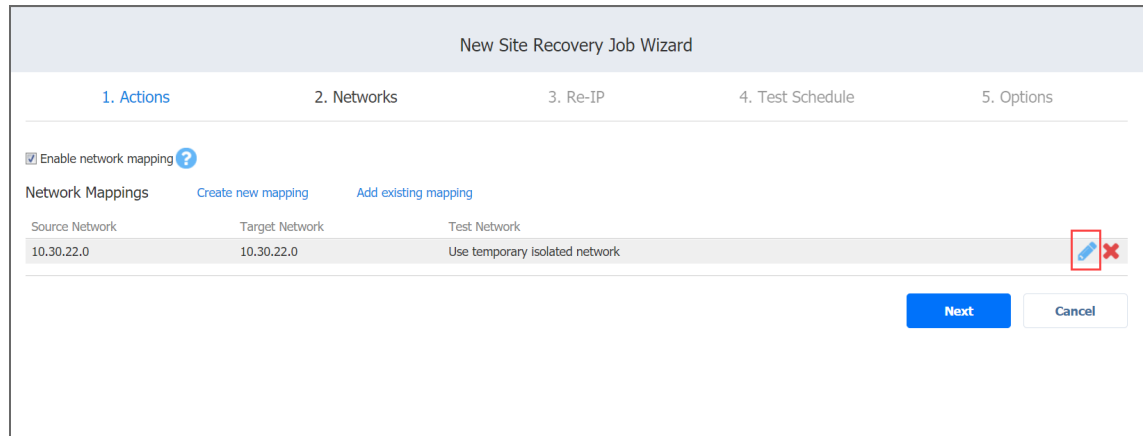 New Site Recovery Job Wizard
1. Actions 2. Networks 3. Re-IP 4. Test Schedule 5. Options
Enable network mapping ?
Network Mappings Create new mapping Add existing mapping
Source Network Target Network Test Network
10.30.22.0 10.30.22.0 Use temporary isolated network
Next Cancel